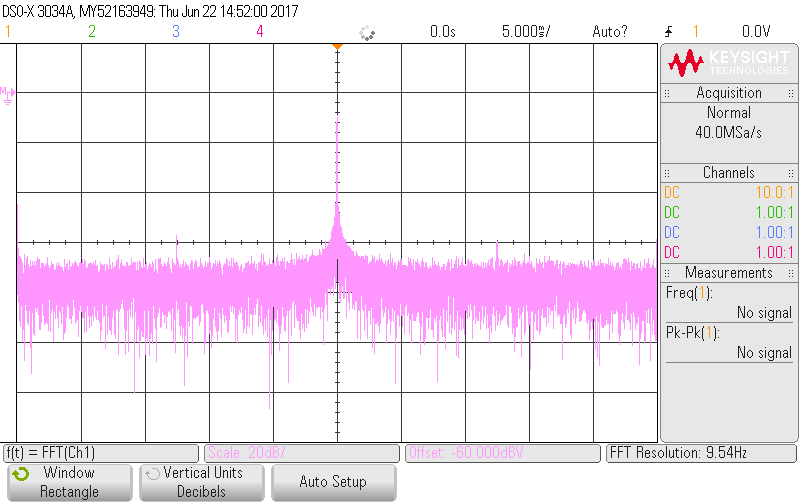 DSO-X 3034A, MY52163949: Thu Jun 22 14:52:00 2017
1 2 3 4 0.0s 5.000s/ Auto? 1 0.0V
M
KEYSIGHT
TECHNOLOGIES
Acquisition
Normal
40.0MSa/s
Channels
DC 10.0:1
DC 1.00:1
DC 1.00:1
DC 1.00:1
Measurements
Freq(1):
No signal
Pk-Pk(1):
No signal
f(t) = FFT(Ch1) Scale: 20dB/ Offset: -60.000dBV FFT Resolution: 9.54Hz
Window
Rectangle
Vertical Units
Decibels
Auto Setup